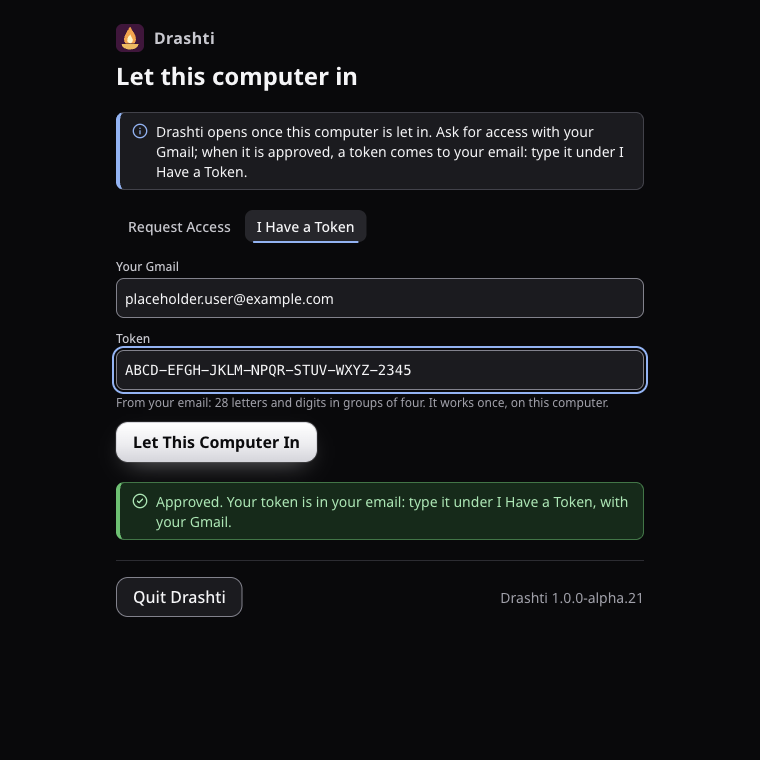 Drashti
Let this computer in
Drashti opens once this computer is let in. Ask for access with your
Gmail; when it is approved, a token comes to your email: type it under I
Have a Token.
Request Access
I Have a Token
Your Gmail
placeholder.user@example.com
Token
ABCD-EFGH-JKLM-NPQR-STUV-WXYZ-2345
From your email: 28 letters and digits in groups of four. It works once, on this computer.
Let This Computer In
Approved. Your token is in your email: type it under I Have a Token, with
your Gmail.
Quit Drashti
Drashti 1.0.0-alpha.21